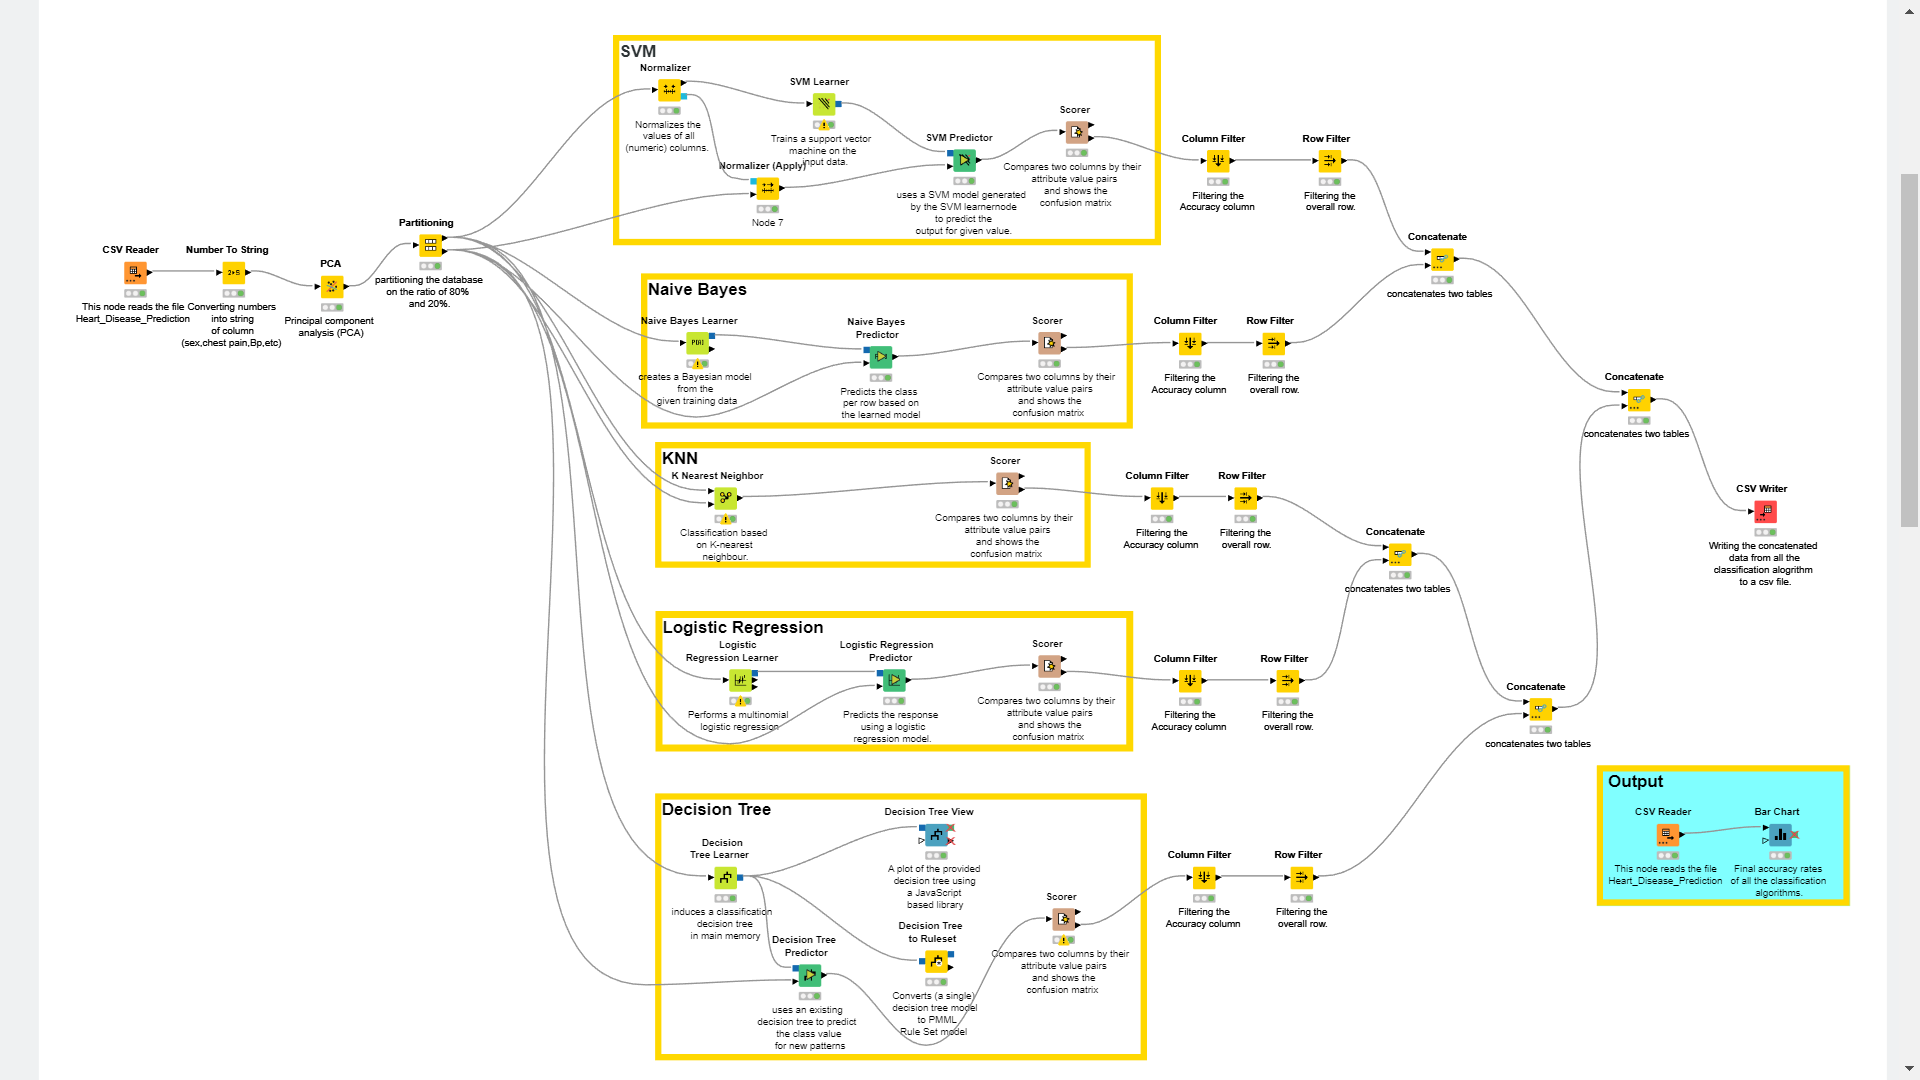 CSV Reader
This node reads the file
Heart_Disease_Prediction
Number To String
2▸S
Converting numbers
into string
of column
(sex,chest pain,Bp,etc)
PCA
Principal component
analysis (PCA)
Partitioning
partitioning the database
on the ratio of 80%
and 20%.
SVM
Normalizer
Normalizes the
values of all
(numeric) columns.
SVM Learner
Trains a support vector
machine on the
input data.
Normalizer (Apply)
Node 7
SVM Predictor
uses a SVM model generated
by the SVM learnernode
to predict the
output for given value.
Scorer
Compares two columns by their
attribute value pairs
and shows the
confusion matrix
Column Filter
Filtering the
Accuracy column
Row Filter
Filtering the
overall row.
Concatenate
concatenates two tables
Naive Bayes
Naive Bayes Learner
creates a Bayesian model
from the
given training data
Naive Bayes
Predictor
Predicts the class
per row based on
the learned model
Scorer
Compares two columns by their
attribute value pairs
and shows the
confusion matrix
Column Filter
Filtering the
Accuracy column
Row Filter
Filtering the
overall row.
Concatenate
concatenates two tables
KNN
K Nearest Neighbor
Classification based
on K-nearest
neighbour.
Scorer
Compares two columns by their
attribute value pairs
and shows the
confusion matrix
Column Filter
Filtering the
Accuracy column
Row Filter
Filtering the
overall row.
Concatenate
concatenates two tables
CSV Writer
Writing the concatenated
data from all the
classification alogrithm
to a csv file.
Logistic Regression
Logistic
Regression Learner
Performs a multinomial
logistic regression
Logistic Regression
Predictor
Predicts the response
using a logistic
regression model.
Scorer
Compares two columns by their
attribute value pairs
and shows the
confusion matrix
Column Filter
Filtering the
Accuracy column
Row Filter
Filtering the
overall row.
Concatenate
concatenates two tables
Decision Tree
Decision
Tree Learner
induces a classification
decision tree
in main memory
Decision Tree
Predictor
uses an existing
decision tree to predict
the class value
for new patterns
Decision Tree View
A plot of the provided
decision tree using
a JavaScript
based library
Decision Tree
to Ruleset
Converts (a single)
decision tree model
to PMML
Rule Set model
Scorer
Compares two columns by their
attribute value pairs
and shows the
confusion matrix
Column Filter
Filtering the
Accuracy column
Row Filter
Filtering the
overall row.
Output
CSV Reader
This node reads the file
Heart_Disease_Prediction
Bar Chart
Final accuracy rates
of all the classification
algorithms.